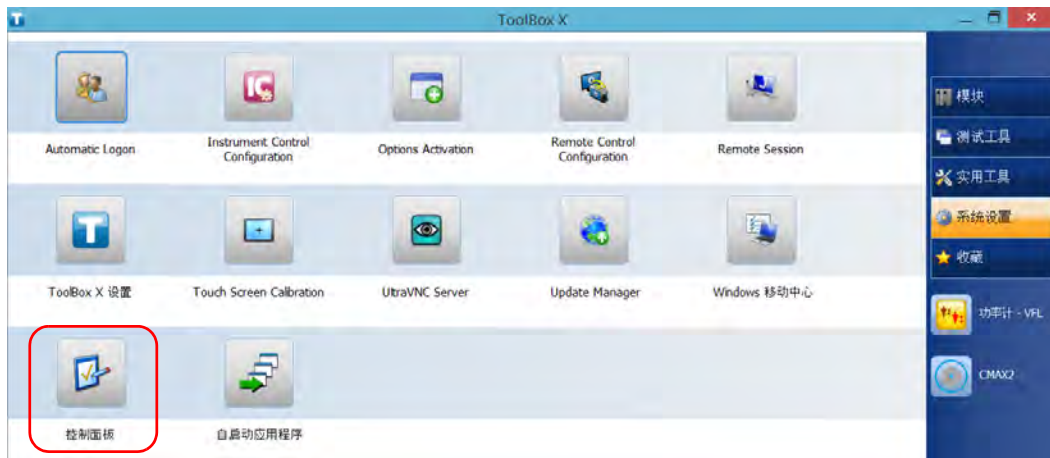 ToolBox X
Automatic Logon
Instrument Control
Configuration
Options Activation
Remote Control
Configuration
Remote Session
ToolBox X 设置
Touch Screen Calibration
UltraVNC Server
Update Manager
Windows 移动中心
控制面板
自启动应用程序
模块
测试工具
实用工具
系统设置
收藏
功率计 - VFL
CMAX2